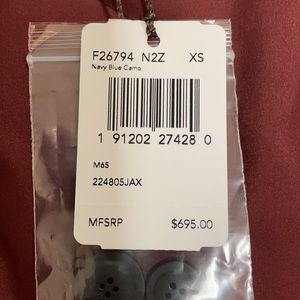 F26794 N2Z XS
Navy Blue Camo
1 91202 27428 0
M65
224805JAX
MFSRP $695.00